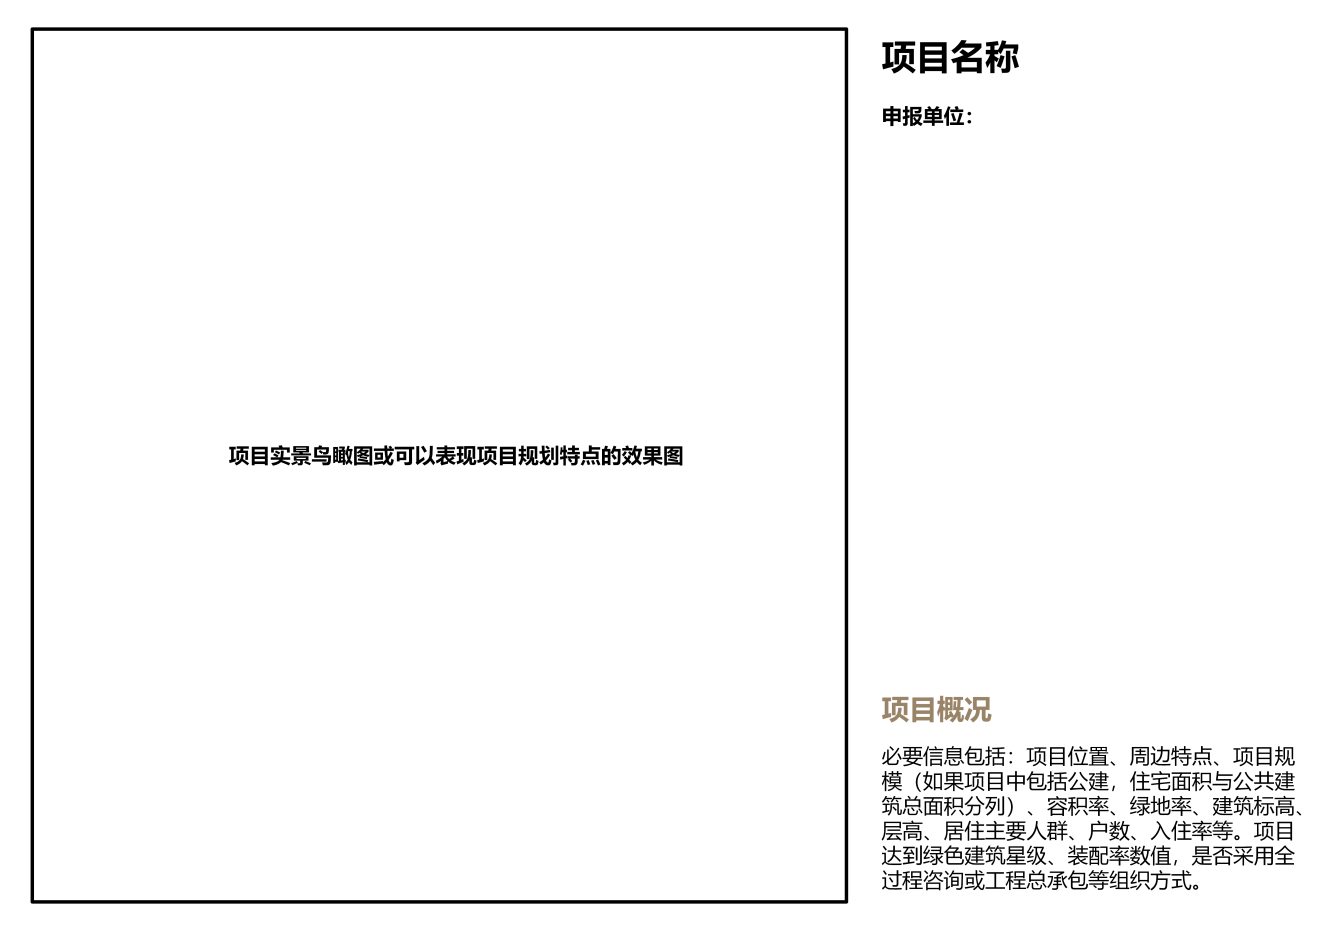 项目名称
申报单位：
项目实景鸟瞰图或可以表现项目规划特点的效果图
项目概况
必要信息包括：项目位置、周边特点、项目规
模（如果项目中包括公建，住宅面积与公共建
筑总面积分列）、容积率、绿地率、建筑标高、
层高、居住主要人群、户数、入住率等。项目
达到绿色建筑星级、装配率数值，是否采用全
过程咨询或工程总承包等组织方式。